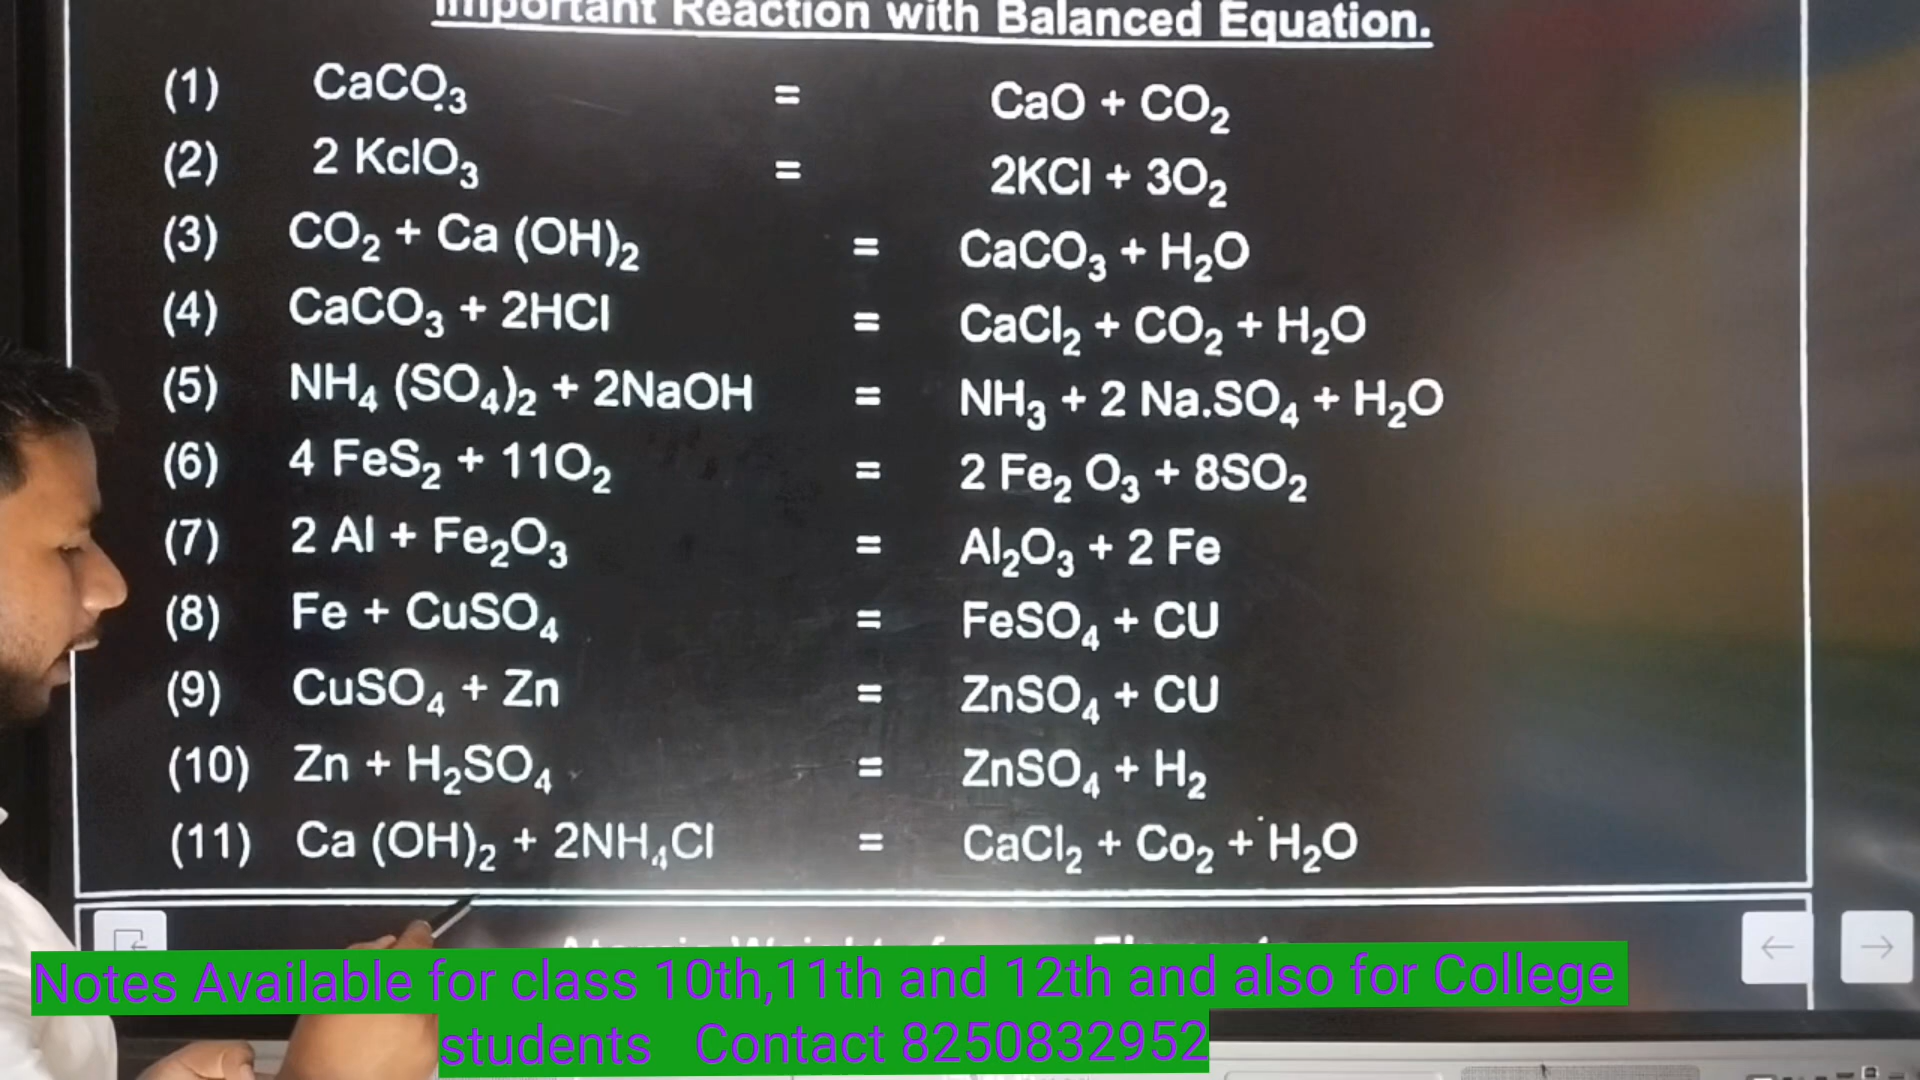 Important Reaction with Balanced Equation.
(1) CaCO3 = CaO + CO2
(2) 2 KclO3 = 2KCl + 3O2
(3) CO2 + Ca (OH)2 = CaCO3 + H2O
(4) CaCO3 + 2HCl = CaCl2 + CO2 + H2O
(5) NH4 (SO4)2 + 2NaOH = NH3 + 2 Na.SO4 + H2O
(6) 4 FeS2 + 11O2 = 2 Fe2 O3 + 8SO2
(7) 2 Al + Fe2O3 = Al2O3 + 2 Fe
(8) Fe + CuSO4 = FeSO4 + CU
(9) CuSO4 + Zn = ZnSO4 + CU
(10) Zn + H2SO4 = ZnSO4 + H2
(11) Ca (OH)2 + 2NH4Cl = CaCl2 + Co2 + H2O
Notes Available for class 10th,11th and 12th and also for College
students Contact 8250832952